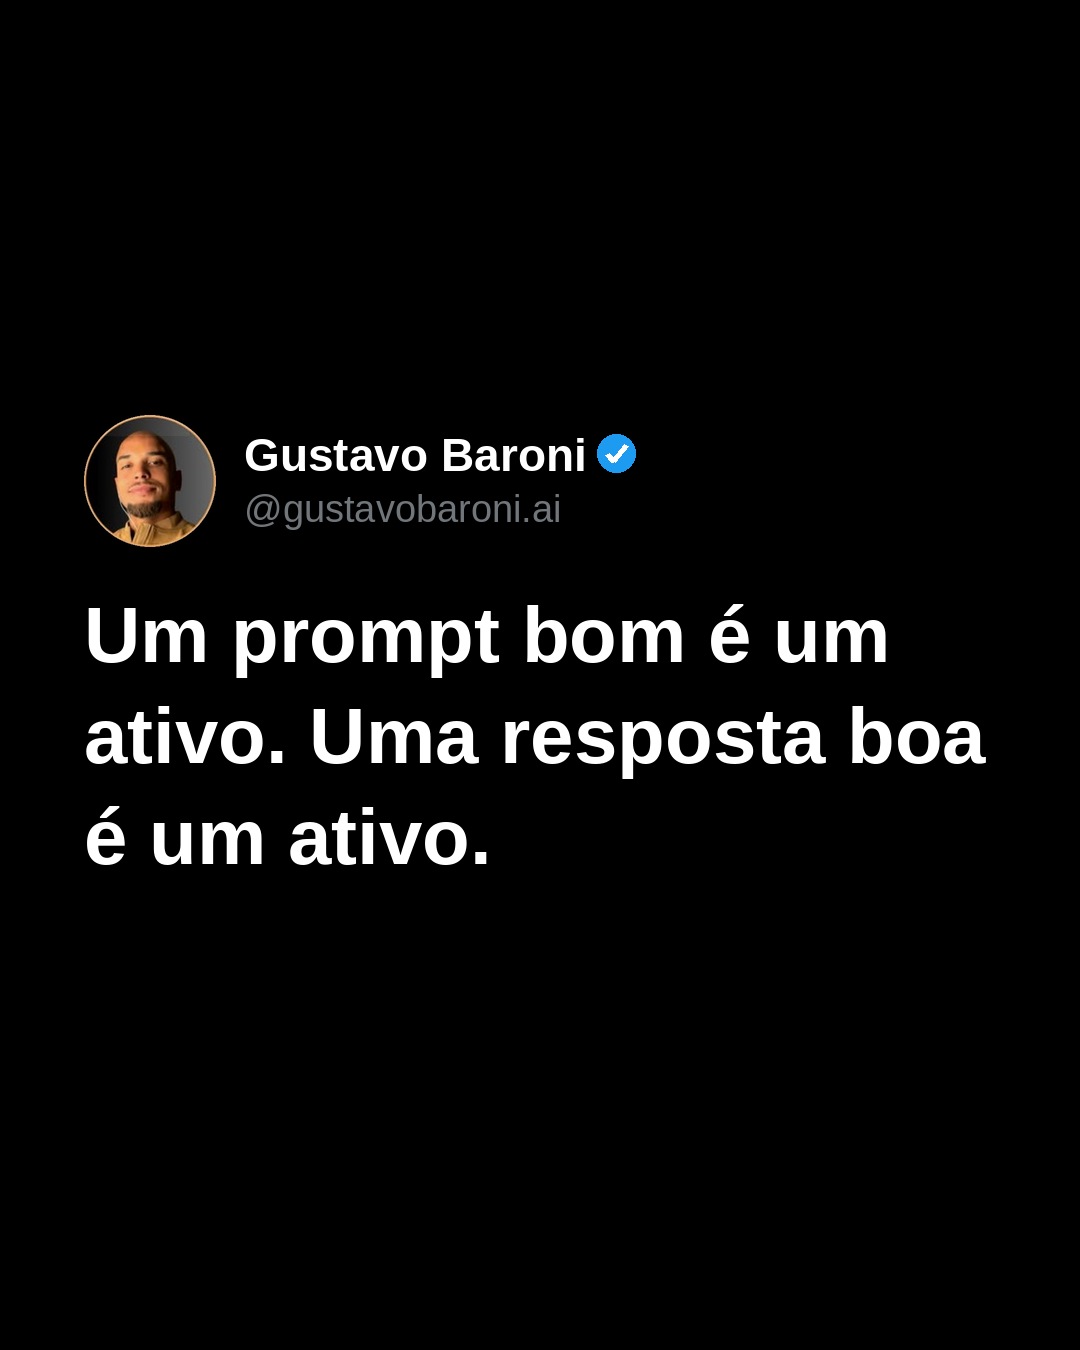 Gustavo Baroni
@gustavobaroni.ai
Um prompt bom é um
ativo. Uma resposta boa
é um ativo.